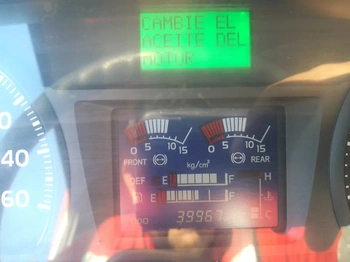 CAMBIE EL
ACEITE DEL
MOTOR
0 5 10 15 0 5 10 15
FRONT kg/cm² REAR
DEF E F H
E F
ODO 39967 C
60